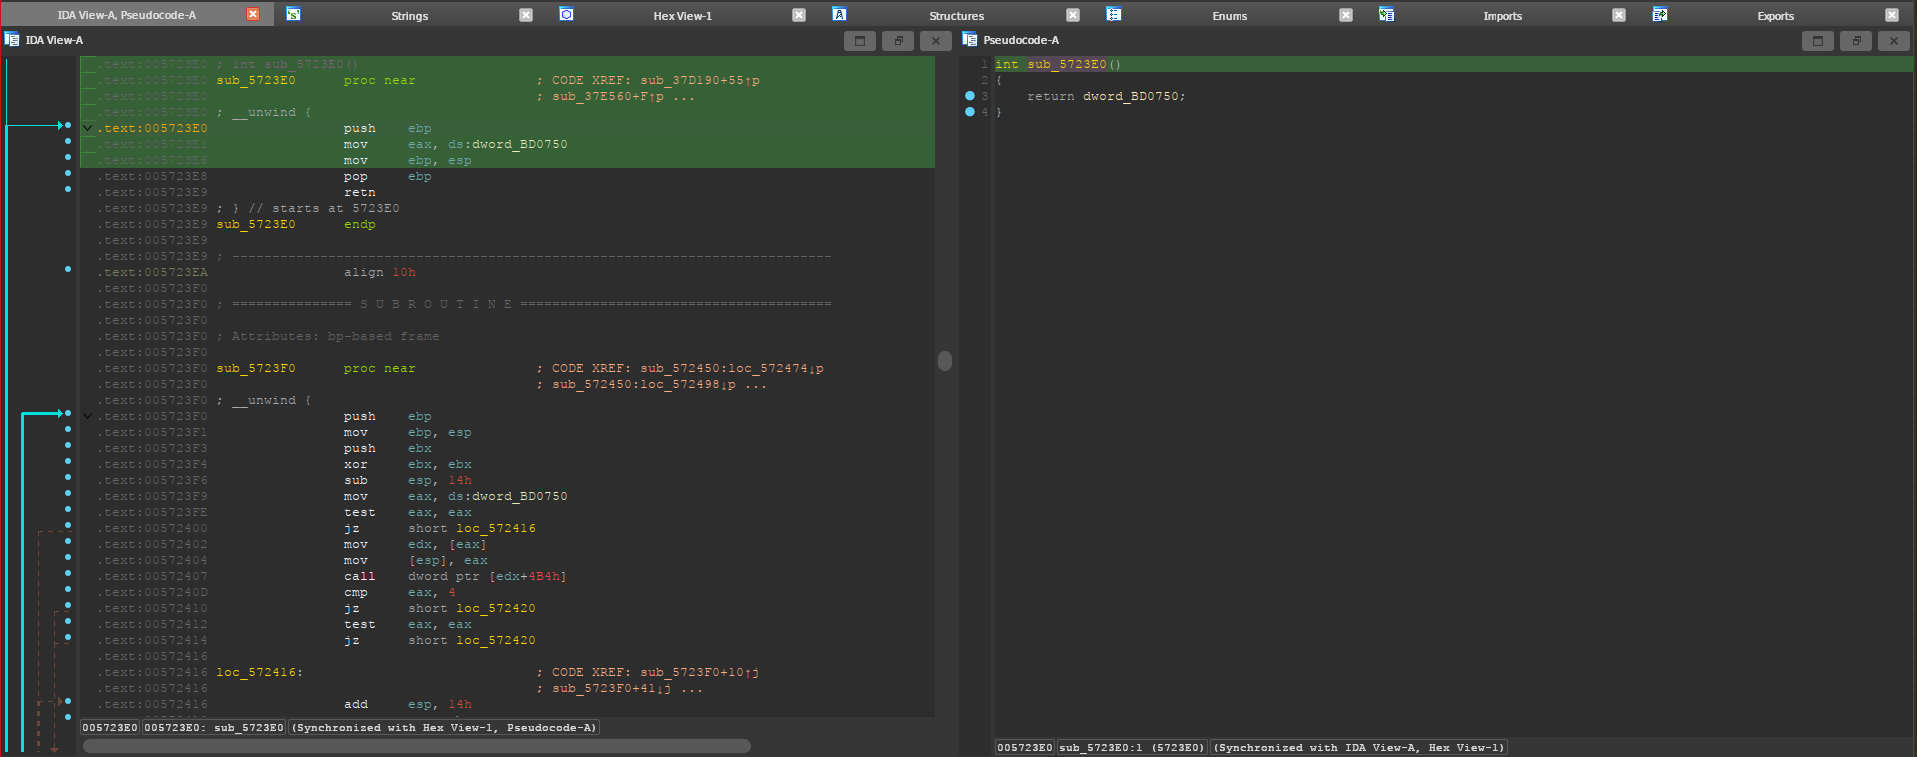 IDA View-A, Pseudocode-A
Strings
Hex View-1
Structures
Enums
Imports
Exports
IDA View-A
.text:005723E0 ; int sub_5723E0()
.text:005723E0 sub_5723E0      proc near               ; CODE XREF: sub_37D190+55↑p
.text:005723E0                                         ; sub_37E560+F↑p ...
.text:005723E0 ; __unwind {
.text:005723E0                 push    ebp
.text:005723E1                 mov     eax, ds:dword_BD0750
.text:005723E6                 mov     ebp, esp
.text:005723E8                 pop     ebp
.text:005723E9                 retn
.text:005723E9 ; } // starts at 5723E0
.text:005723E9 sub_5723E0      endp
.text:005723E9
.text:005723E9 ; ---------------------------------------------------------------------------
.text:005723EA                 align 10h
.text:005723F0
.text:005723F0 ; =============== S U B R O U T I N E =======================================
.text:005723F0
.text:005723F0 ; Attributes: bp-based frame
.text:005723F0
.text:005723F0 sub_5723F0      proc near               ; CODE XREF: sub_572450:loc_572474↓p
.text:005723F0                                         ; sub_572450:loc_572498↓p ...
.text:005723F0 ; __unwind {
.text:005723F0                 push    ebp
.text:005723F1                 mov     ebp, esp
.text:005723F3                 push    ebx
.text:005723F4                 xor     ebx, ebx
.text:005723F6                 sub     esp, 14h
.text:005723F9                 mov     eax, ds:dword_BD0750
.text:005723FE                 test    eax, eax
.text:00572400                 jz      short loc_572416
.text:00572402                 mov     edx, [eax]
.text:00572404                 mov     [esp], eax
.text:00572407                 call    dword ptr [edx+4B4h]
.text:0057240D                 cmp     eax, 4
.text:00572410                 jz      short loc_572420
.text:00572412                 test    eax, eax
.text:00572414                 jz      short loc_572420
.text:00572416
.text:00572416 loc_572416:                             ; CODE XREF: sub_5723F0+10↑j
.text:00572416                                         ; sub_5723F0+41↓j ...
.text:00572416                 add     esp, 14h
005723E0 005723E0: sub_5723E0 (Synchronized with Hex View-1, Pseudocode-A)
Pseudocode-A
1 int sub_5723E0()
2 {
3     return dword_BD0750;
4 }
005723E0 sub_5723E0:1 (5723E0) (Synchronized with IDA View-A, Hex View-1)